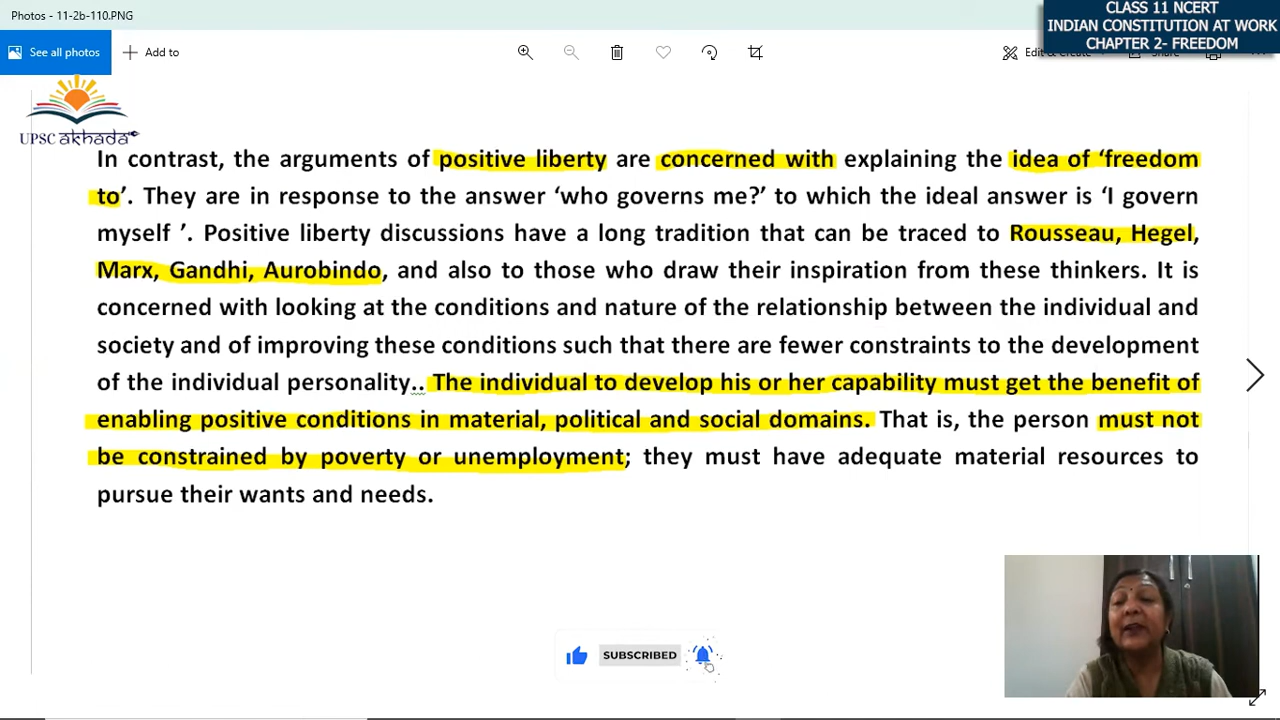 Photos - 11-2b-110.PNG
CLASS 11 NCERT
INDIAN CONSTITUTION AT WORK
CHAPTER 2- FREEDOM
See all photos
Add to
Edit & Create
Share
UPSC akhada
In contrast, the arguments of positive liberty are concerned with explaining the idea of ‘freedom
to’. They are in response to the answer ‘who governs me?’ to which the ideal answer is ‘I govern
myself ’. Positive liberty discussions have a long tradition that can be traced to Rousseau, Hegel,
Marx, Gandhi, Aurobindo, and also to those who draw their inspiration from these thinkers. It is
concerned with looking at the conditions and nature of the relationship between the individual and
society and of improving these conditions such that there are fewer constraints to the development
of the individual personality.. The individual to develop his or her capability must get the benefit of
enabling positive conditions in material, political and social domains. That is, the person must not
be constrained by poverty or unemployment; they must have adequate material resources to
pursue their wants and needs.
SUBSCRIBED